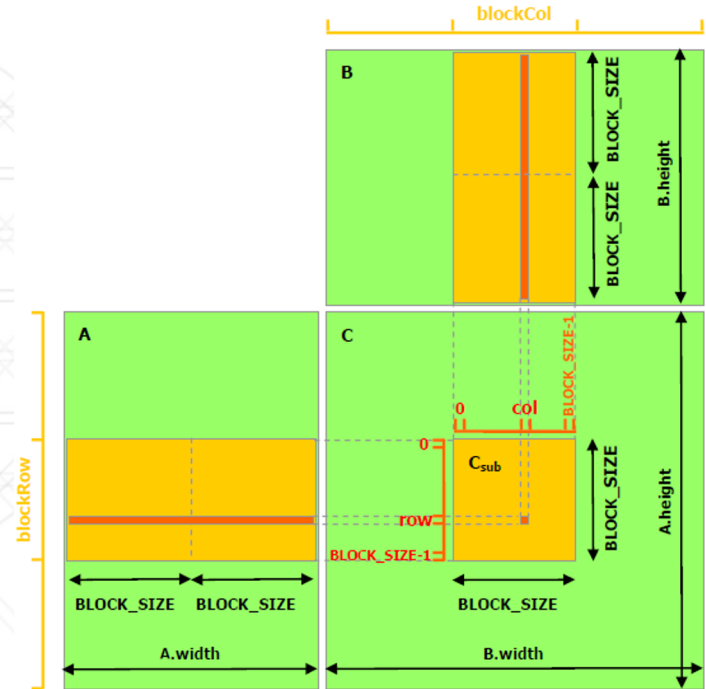 blockCol
B
BLOCK_SIZE
BLOCK_SIZE
B.height
A
C
BLOCK_SIZE-1
0
col
0
Csub
row
BLOCK_SIZE-1
BLOCK_SIZE
A.height
blockRow
BLOCK_SIZE
BLOCK_SIZE
BLOCK_SIZE
A.width
B.width